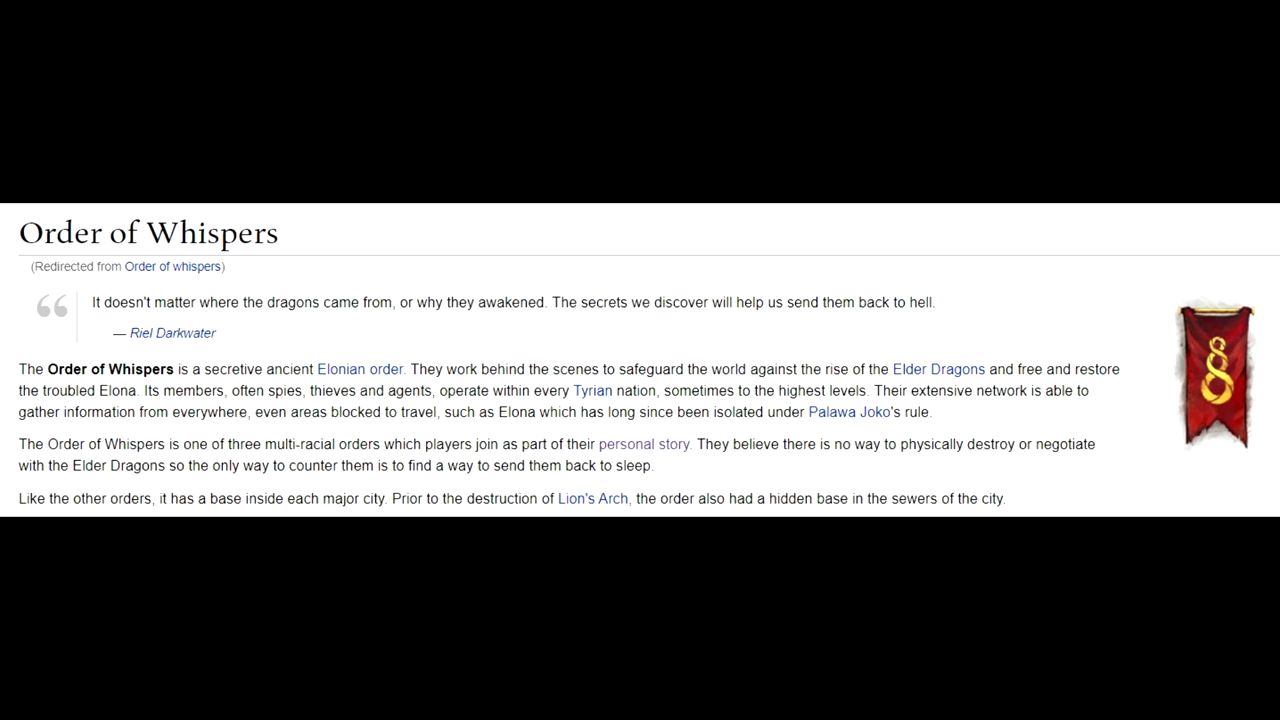 Order of Whispers
(Redirected from Order of whispers)
It doesn't matter where the dragons came from, or why they awakened. The secrets we discover will help us send them back to hell.
— Riel Darkwater
The Order of Whispers is a secretive ancient Elonian order. They work behind the scenes to safeguard the world against the rise of the Elder Dragons and free and restore
the troubled Elona. Its members, often spies, thieves and agents, operate within every Tyrian nation, sometimes to the highest levels. Their extensive network is able to
gather information from everywhere, even areas blocked to travel, such as Elona which has long since been isolated under Palawa Joko's rule.
The Order of Whispers is one of three multi-racial orders which players join as part of their personal story. They believe there is no way to physically destroy or negotiate
with the Elder Dragons so the only way to counter them is to find a way to send them back to sleep.
Like the other orders, it has a base inside each major city. Prior to the destruction of Lion's Arch, the order also had a hidden base in the sewers of the city.